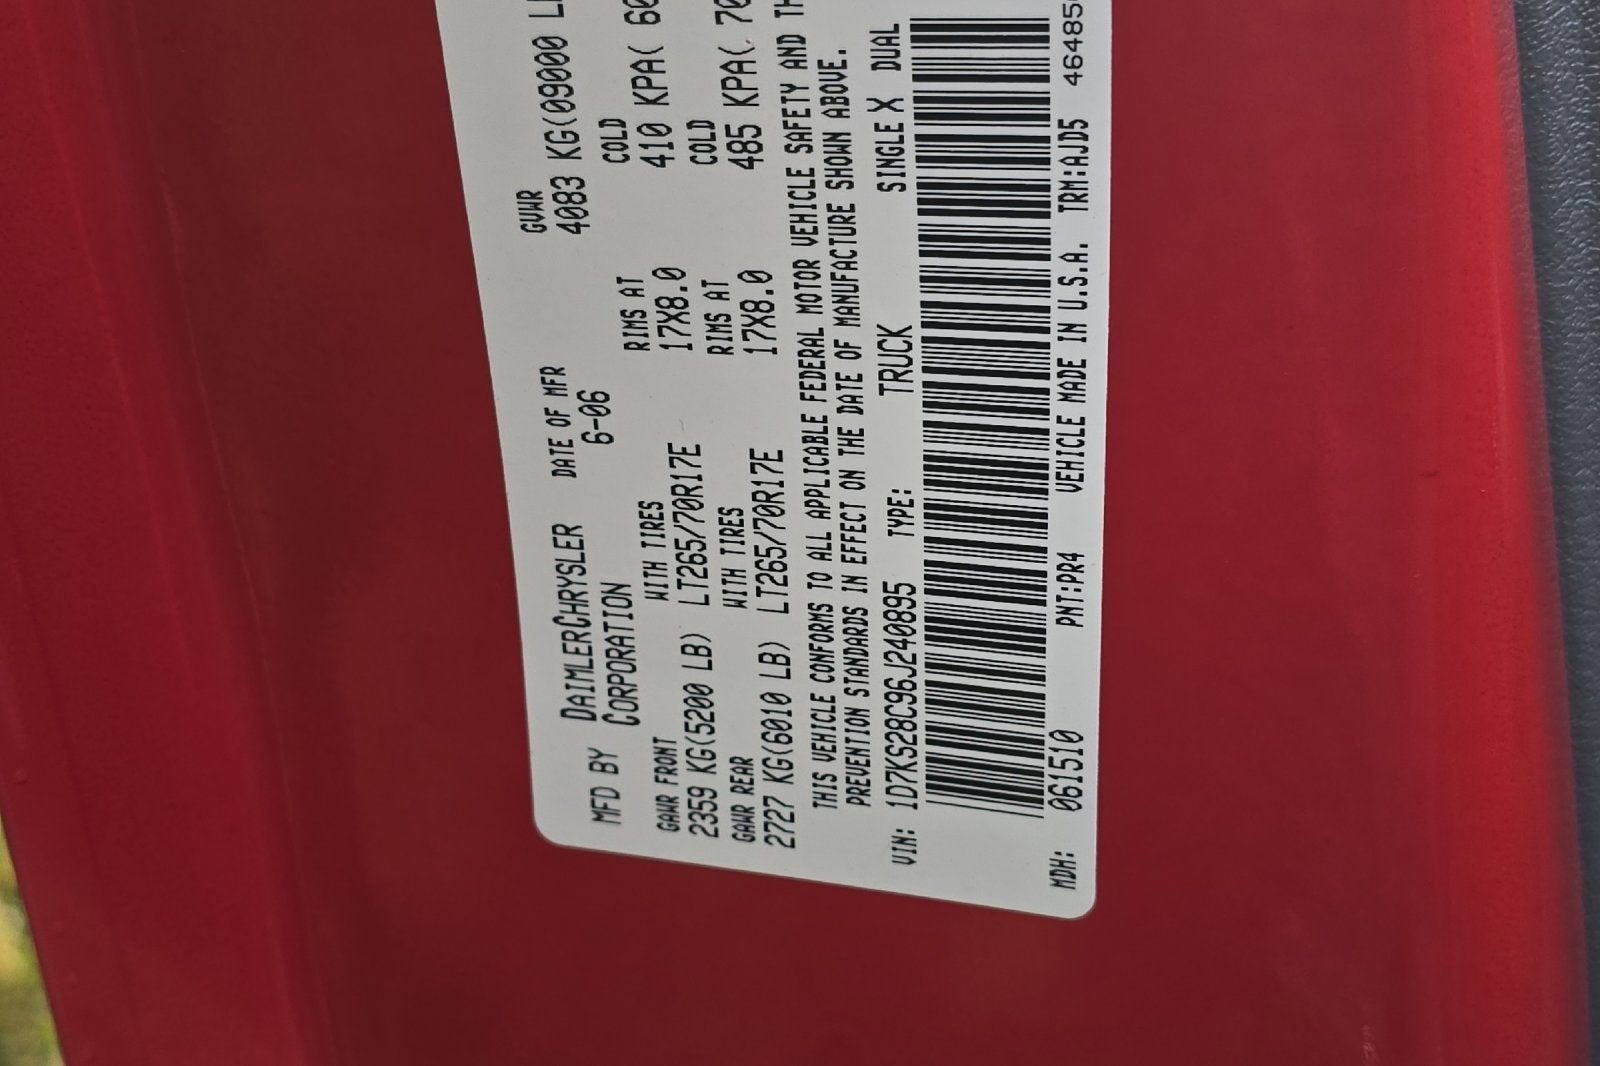 MFD BY DAIMLERCHRYSLER CORPORATION DATE OF MFR 6-06 GVWR 4083 KG(09000
GAWR FRONT WITH TIRES RIMS AT COLD
2359 KG(5200 LB) LT265/70R17E 17X8.0 410 KPA(
GAWR REAR WITH TIRES RIMS AT COLD
2727 KG(6010 LB) LT265/70R17E 17X8.0 485 KPA(
THIS VEHICLE CONFORMS TO ALL APPLICABLE FEDERAL MOTOR VEHICLE SAFETY AND
PREVENTION STANDARDS IN EFFECT ON THE DATE OF MANUFACTURE SHOWN ABOVE.
VIN: 1D7KS28C96J240895 TYPE: TRUCK SINGLE X DUAL
MDH: 061510 PNT:PR4 VEHICLE MADE IN U.S.A. TRM:AJD5